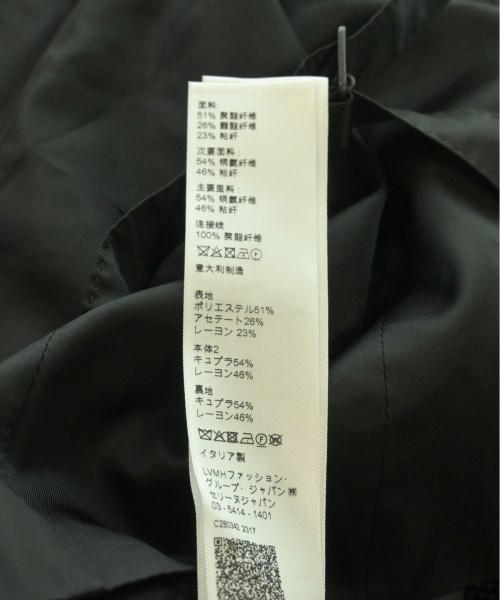 面料
51% 聚酯纤维
26% 醋酯纤维
23% 粘纤
次要面料:
54% 铜氨纤维
46% 粘纤
主要里料:
54% 铜氨纤维
46% 粘纤
连接线
100% 聚酯纤维
意大利制造
表地
ポリエステル51%
アセテート26%
レーヨン 23%
本体2
キュプラ54%
レーヨン46%
裏地
キュプラ54%
レーヨン46%
イタリア製
LVMHファッション・
グループ・ジャパン㈱
セリーヌジャパン
03-5414-1401
C280342 2317